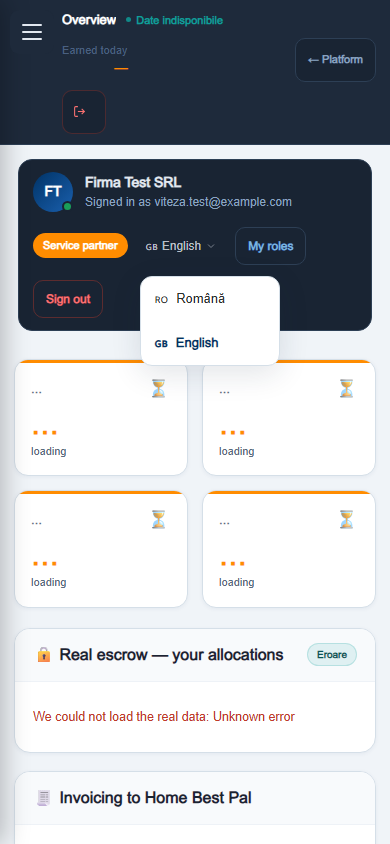 Overview
Date indisponibile
Earned today
—
← Platform
FT
Firma Test SRL
Signed in as viteza.test@example.com
Service partner
GB English
My roles
Sign out
RO Română
GB English
...
...
loading
...
...
loading
...
...
loading
...
...
loading
Real escrow — your allocations
Eroare
We could not load the real data: Unknown error
Invoicing to Home Best Pal